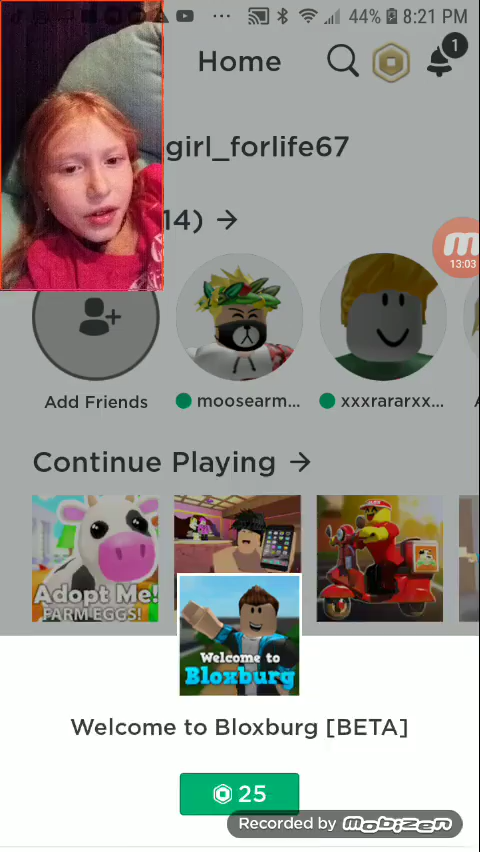 44% 8:21 PM
Home
1
girl_forlife67
14) →
13:03
Add Friends
moosearm...
xxxrararxx...
Continue Playing →
Adopt Me!
FARM EGGS!
Welcome to
Bloxburg
Welcome to Bloxburg [BETA]
25
Recorded by mobizen